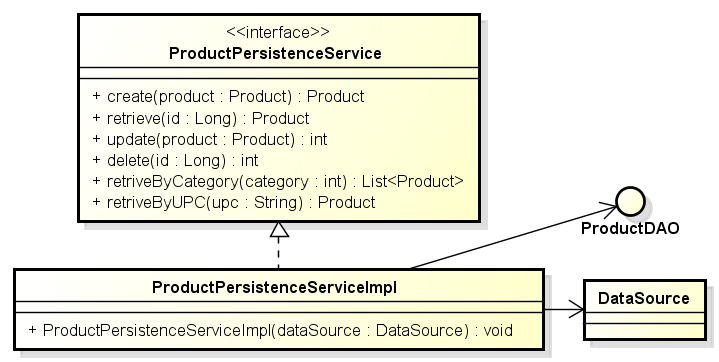 <<interface>>
ProductPersistenceService
+ create(product : Product) : Product
+ retrieve(id : Long) : Product
+ update(product : Product) : int
+ delete(id : Long) : int
+ retriveByCategory(category : int) : List<Product>
+ retriveByUPC(upc : String) : Product
ProductDAO
ProductPersistenceServiceImpl
+ ProductPersistenceServiceImpl(dataSource : DataSource) : void
DataSource